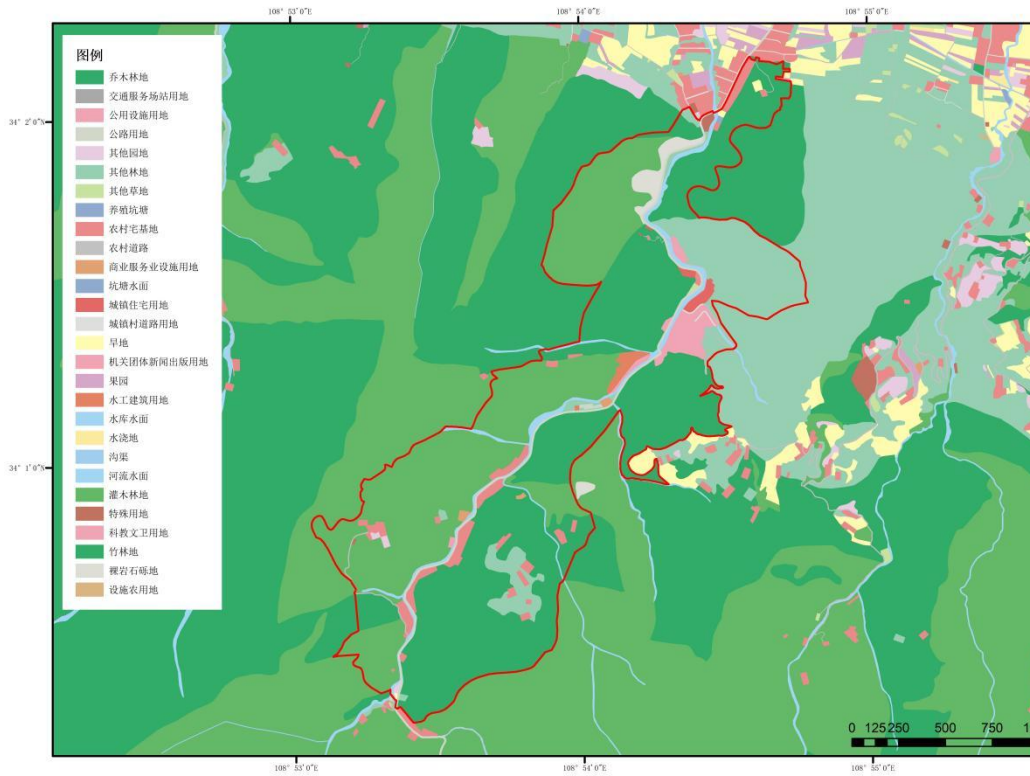 108° 53′0″E
108° 54′0″E
108° 55′0″E
34° 2′0″N
34° 1′0″N
图例
乔木林地
交通服务场站用地
公用设施用地
公路用地
其他园地
其他林地
其他草地
养殖坑塘
农村宅基地
农村道路
商业服务业设施用地
坑塘水面
城镇住宅用地
城镇村道路用地
旱地
机关团体新闻出版用地
果园
水工建筑用地
水库水面
水浇地
沟渠
河流水面
灌木林地
特殊用地
科教文卫用地
竹林地
裸岩石砾地
设施农用地
0 125 250 500 750
108° 53′0″E
108° 54′0″E
108° 55′0″E